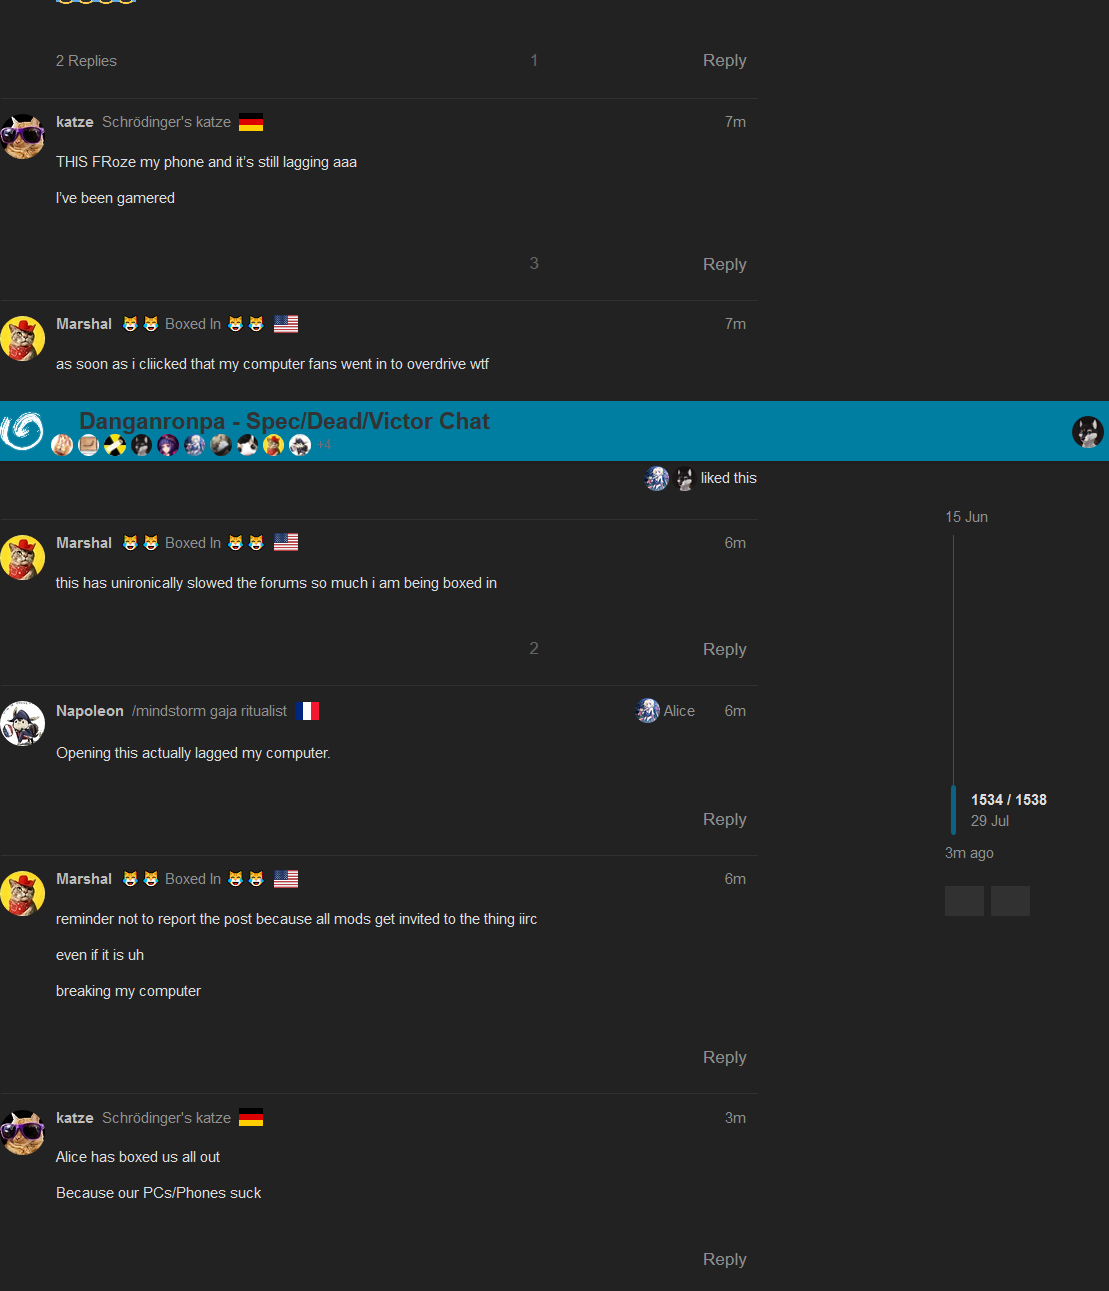 2 Replies 1 Reply
katze Schrödinger's katze 7m
THIS FRoze my phone and it's still lagging aaa
I've been gamered
3 Reply
Marshal Boxed In 7m
as soon as i cliicked that my computer fans went in to overdrive wtf
Danganronpa - Spec/Dead/Victor Chat
+4
liked this
15 Jun
Marshal Boxed In 6m
this has unironically slowed the forums so much i am being boxed in
2 Reply
Napoleon /mindstorm gaja ritualist Alice 6m
Opening this actually lagged my computer.
1534 / 1538
Reply 29 Jul
3m ago
Marshal Boxed In 6m
reminder not to report the post because all mods get invited to the thing iirc
even if it is uh
breaking my computer
Reply
katze Schrödinger's katze 3m
Alice has boxed us all out
Because our PCs/Phones suck
Reply